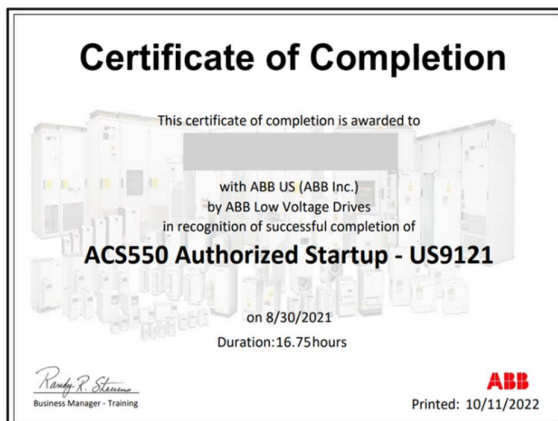 Certificate of Completion
This certificate of completion is awarded to
with ABB US (ABB Inc.)
by ABB Low Voltage Drives
in recognition of successful completion of
ACS550 Authorized Startup - US9121
on 8/30/2021
Duration:16.75hours
Randy R. Stevens
Business Manager - Training
ABB
Printed: 10/11/2022